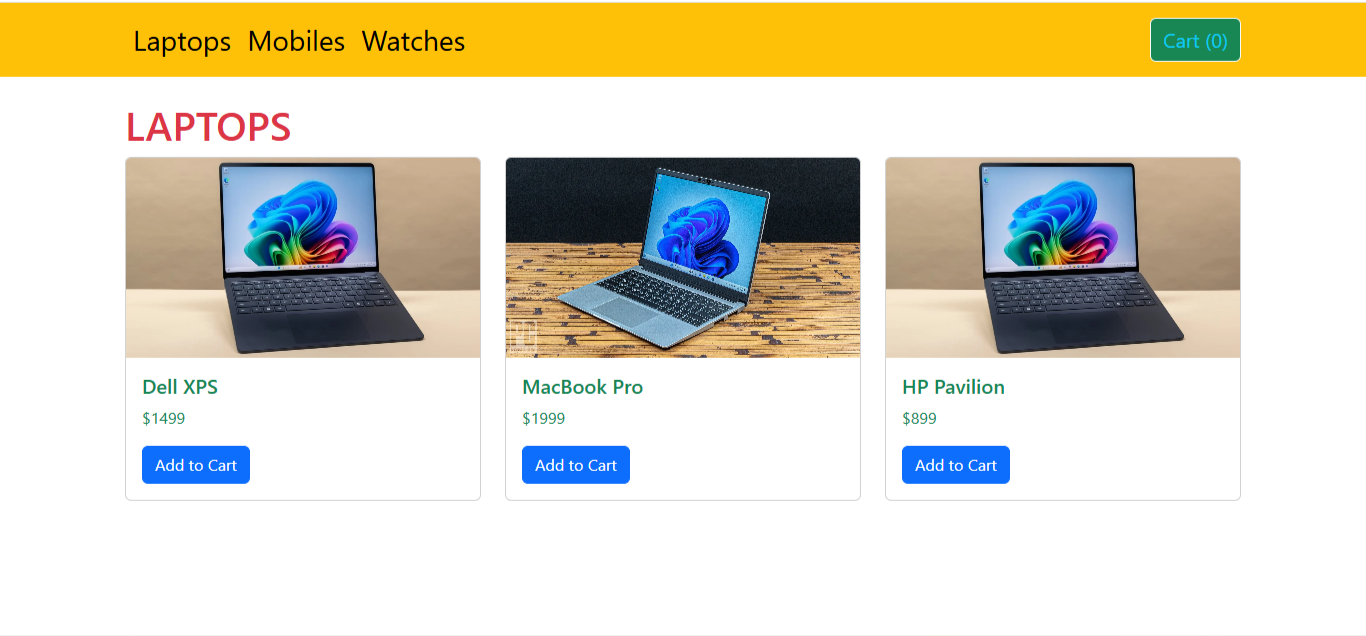 Laptops Mobiles Watches Cart (0)
LAPTOPS
Dell XPS
$1499
Add to Cart
MacBook Pro
$1999
Add to Cart
HP Pavilion
$899
Add to Cart